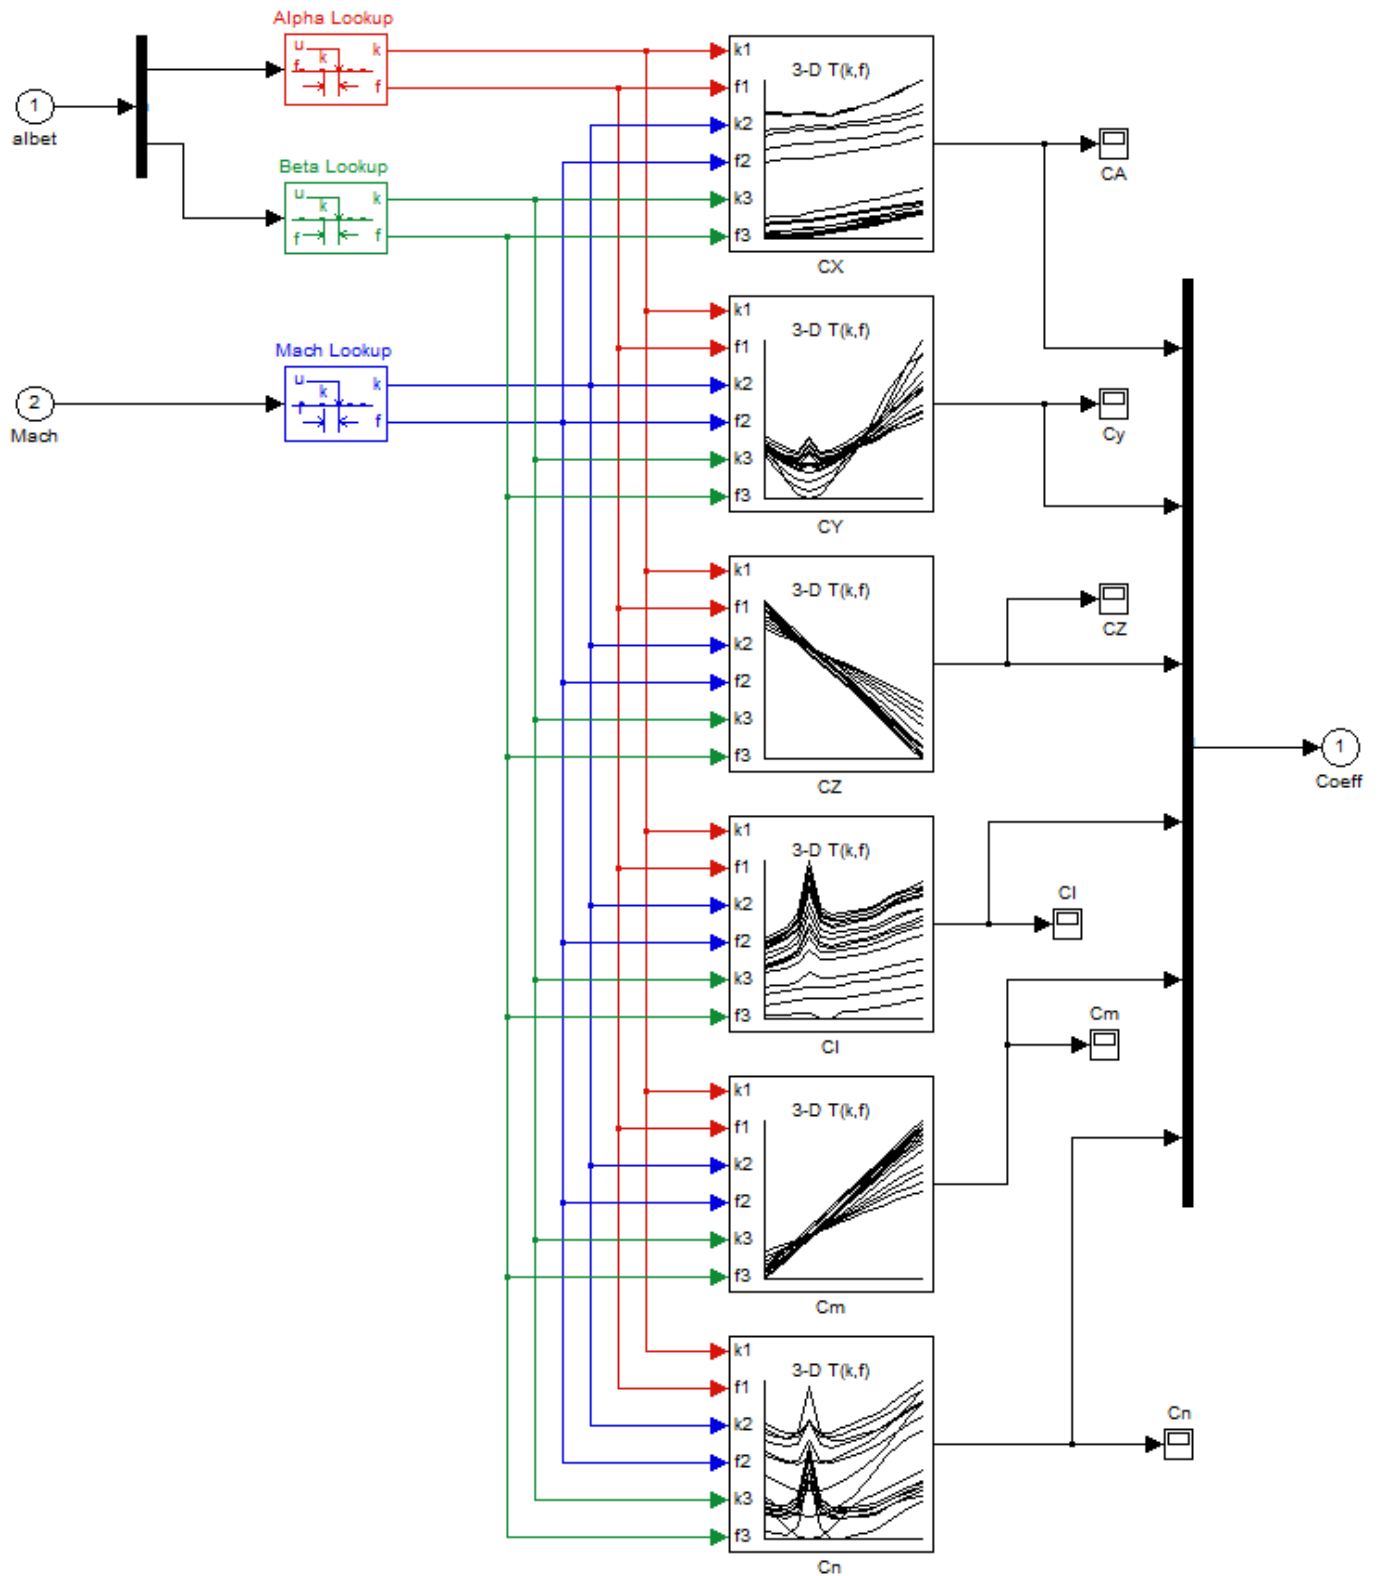 Alpha Lookup
u
k
f
k
f
1
albet
Beta Lookup
u
k
f
k
f
Mach Lookup
u
k
f
k
f
2
Mach
k1
f1
k2
f2
k3
f3
3-D T(k,f)
CX
CA
k1
f1
k2
f2
k3
f3
3-D T(k,f)
CY
Cy
k1
f1
k2
f2
k3
f3
3-D T(k,f)
CZ
CZ
1
Coeff
k1
f1
k2
f2
k3
f3
3-D T(k,f)
Cl
Cl
k1
f1
k2
f2
k3
f3
3-D T(k,f)
Cm
Cm
k1
f1
k2
f2
k3
f3
3-D T(k,f)
Cn
Cn